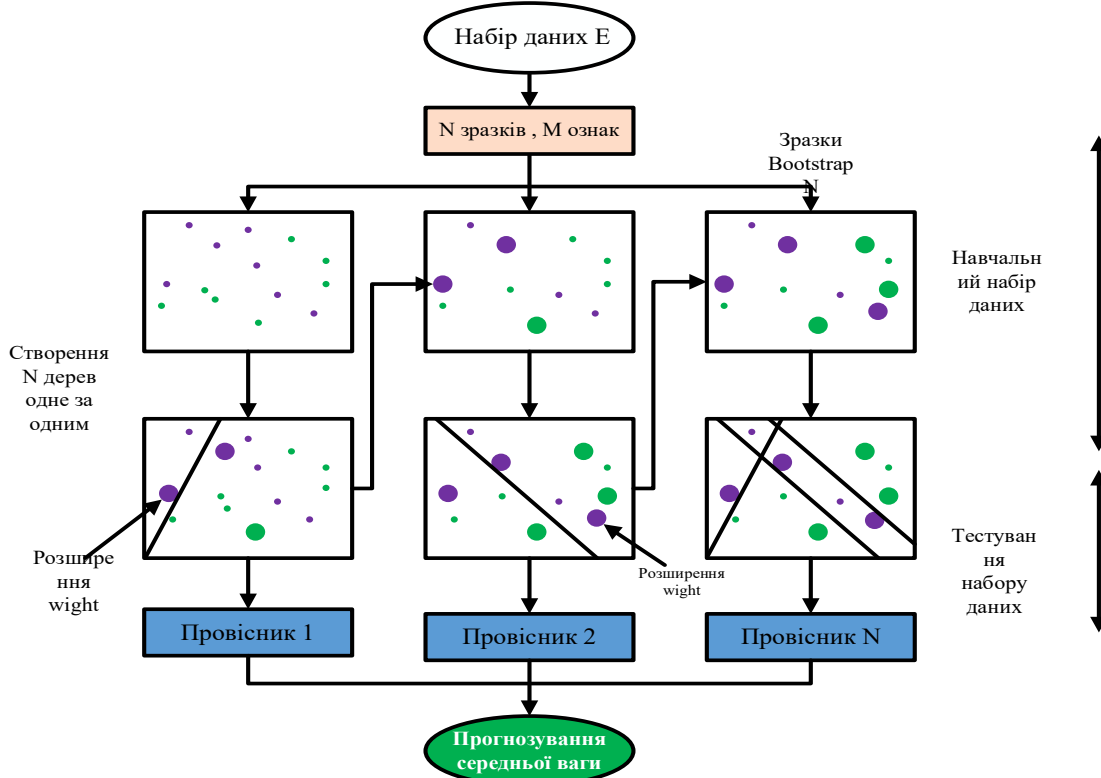 Набір даних E
N зразків , M ознак
Зразки
Bootstrap
N
Навчальн
ий набір
даних
Створення
N дерев
одне за
одним
Розшире
ння
wight
Розширення
wight
Тестуван
ня
набору
даних
Провісник 1
Провісник 2
Провісник N
Прогнозування
середньої ваги